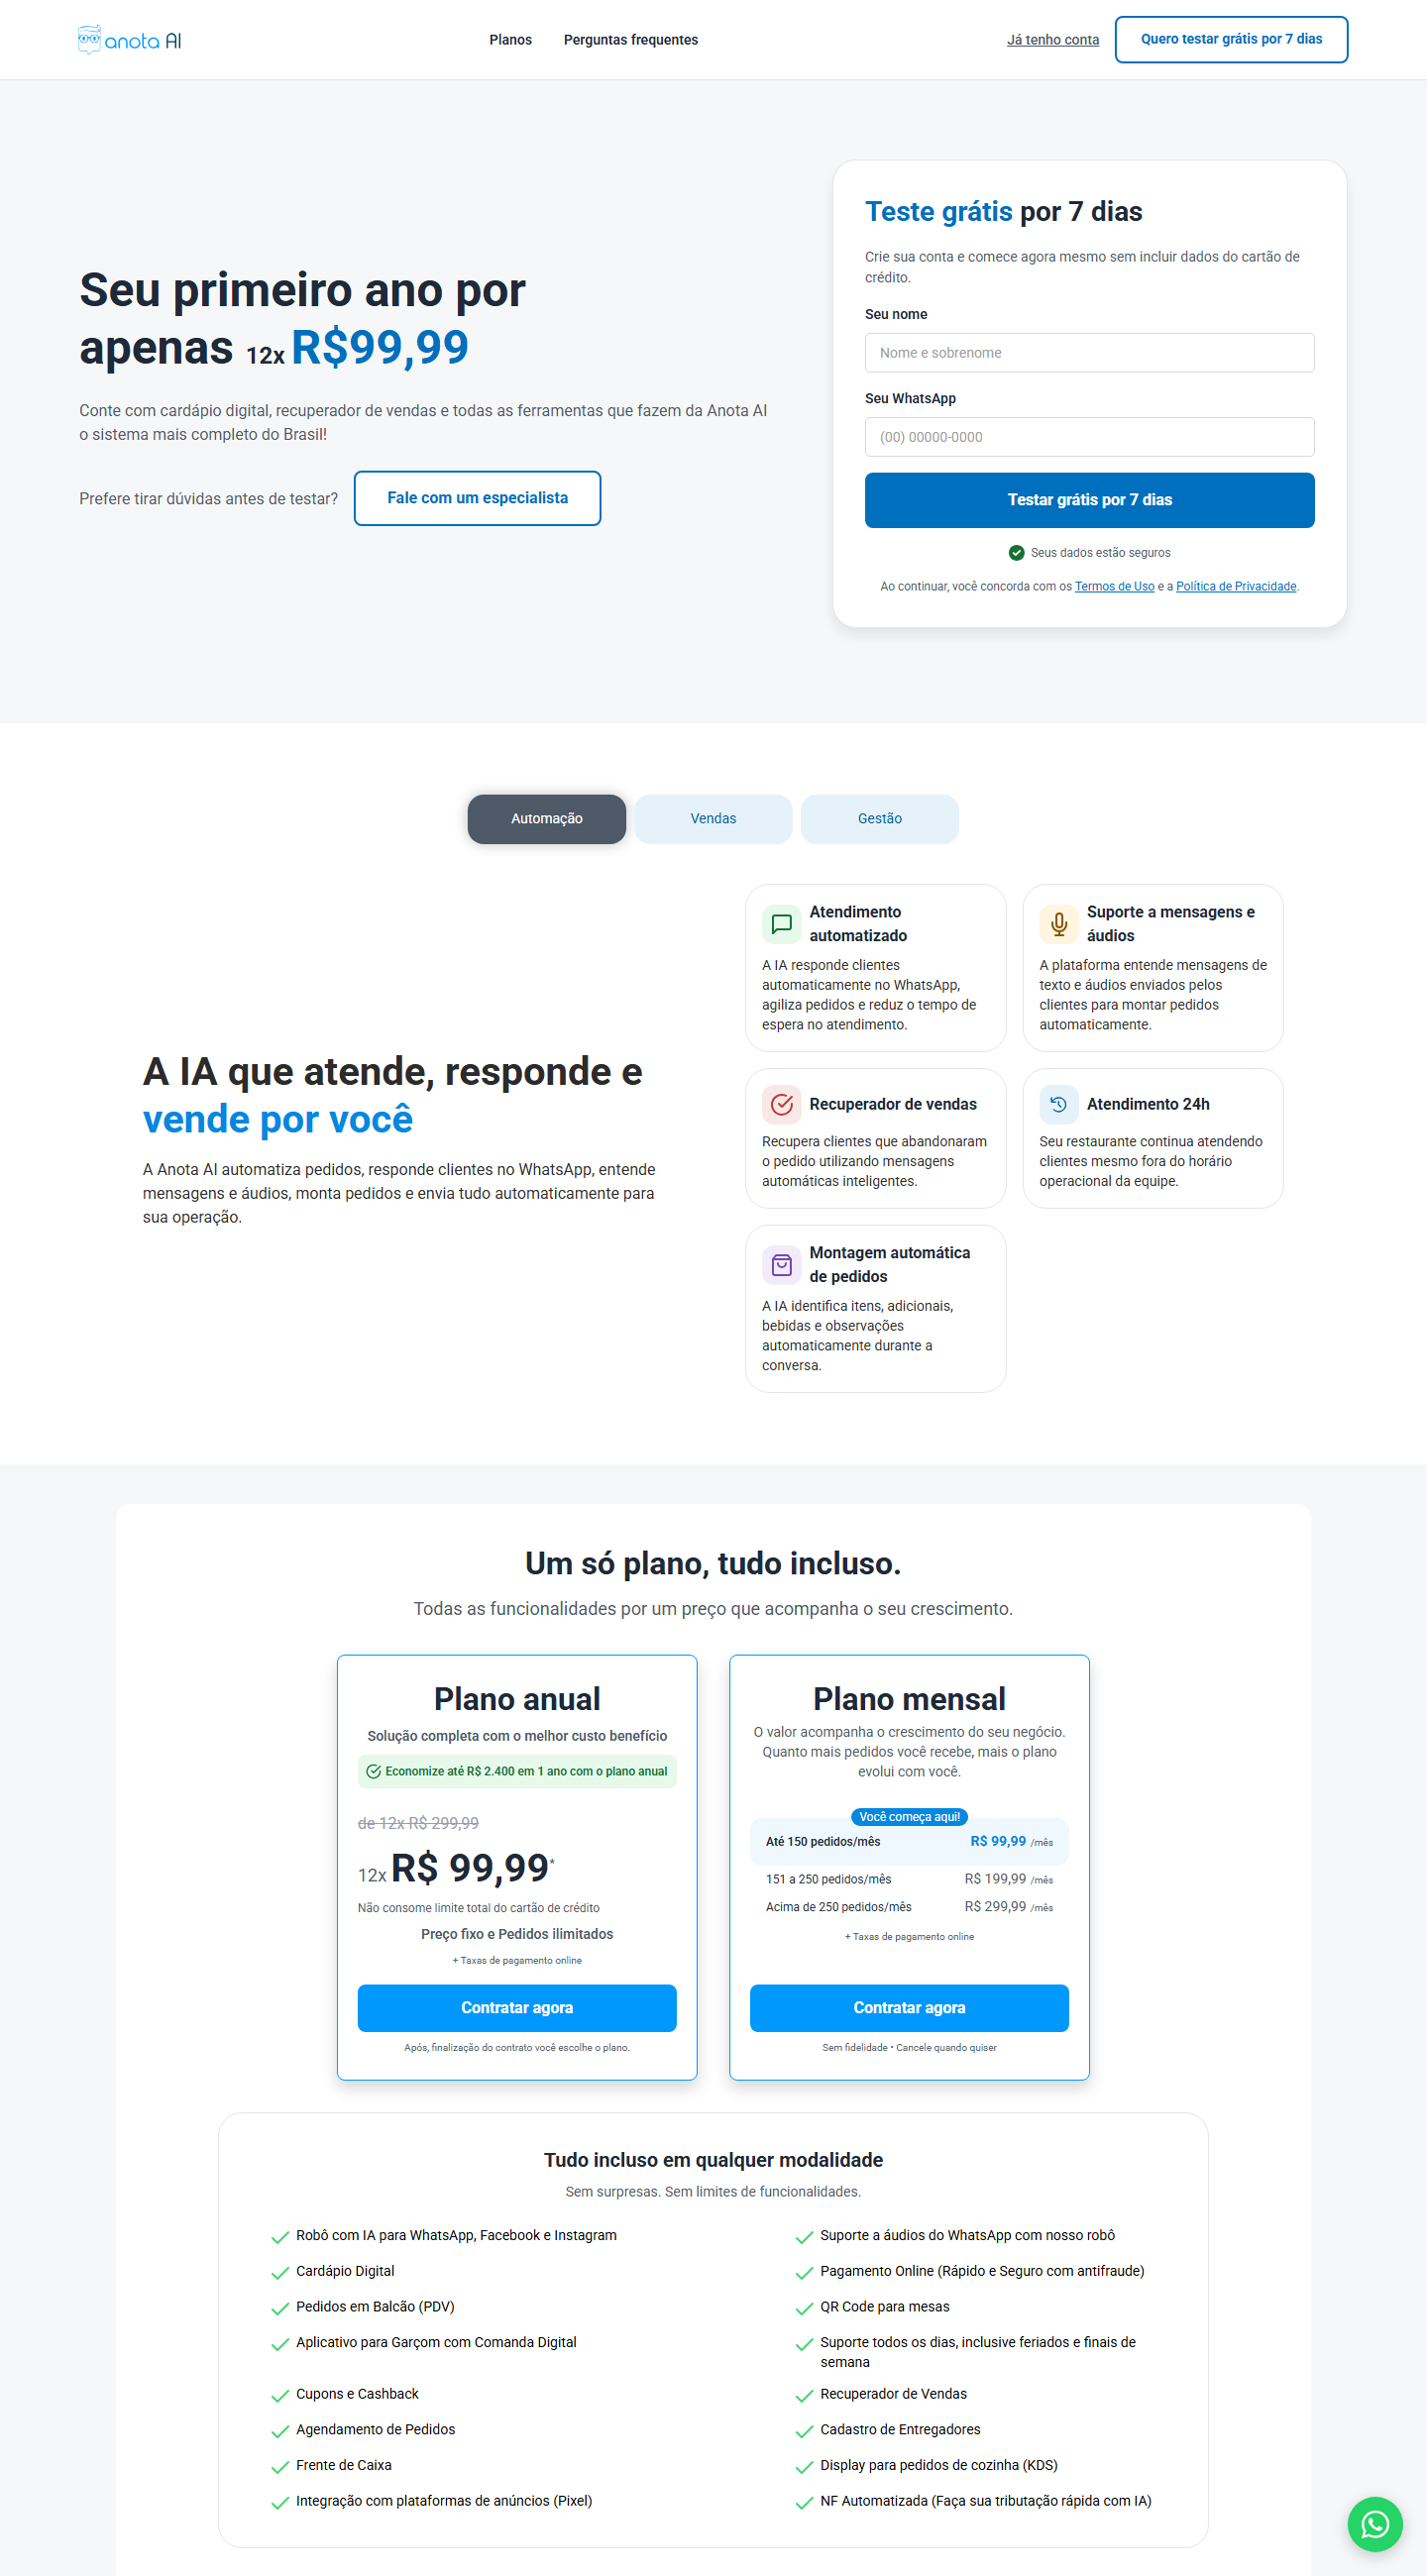 anota AI
Planos
Perguntas frequentes
Já tenho conta
Quero testar grátis por 7 dias
Seu primeiro ano por
apenas 12x R$99,99
Conte com cardápio digital, recuperador de vendas e todas as ferramentas que fazem da Anota AI
o sistema mais completo do Brasil!
Prefere tirar dúvidas antes de testar?
Fale com um especialista
Teste grátis por 7 dias
Crie sua conta e comece agora mesmo sem incluir dados do cartão de
crédito.
Seu nome
Nome e sobrenome
Seu WhatsApp
(00) 00000-0000
Testar grátis por 7 dias
Seus dados estão seguros
Ao continuar, você concorda com os Termos de Uso e a Política de Privacidade.
Automação
Vendas
Gestão
A IA que atende, responde e
vende por você
A Anota AI automatiza pedidos, responde clientes no WhatsApp, entende
mensagens e áudios, monta pedidos e envia tudo automaticamente para
sua operação.
Atendimento
automatizado
A IA responde clientes
automaticamente no WhatsApp,
agiliza pedidos e reduz o tempo de
espera no atendimento.
Suporte a mensagens e
áudios
A plataforma entende mensagens de
texto e áudios enviados pelos
clientes para montar pedidos
automaticamente.
Recuperador de vendas
Recupera clientes que abandonaram
o pedido utilizando mensagens
automáticas inteligentes.
Atendimento 24h
Seu restaurante continua atendendo
clientes mesmo fora do horário
operacional da equipe.
Montagem automática
de pedidos
A IA identifica itens, adicionais,
bebidas e observações
automaticamente durante a
conversa.
Um só plano, tudo incluso.
Todas as funcionalidades por um preço que acompanha o seu crescimento.
Plano anual
Solução completa com o melhor custo benefício
Economize até R$ 2.400 em 1 ano com o plano anual
de 12x R$ 299,99
12x R$ 99,99*
Não consome limite total do cartão de crédito
Preço fixo e Pedidos ilimitados
+ Taxas de pagamento online
Contratar agora
Após, finalização do contrato você escolhe o plano.
Plano mensal
O valor acompanha o crescimento do seu negócio.
Quanto mais pedidos você recebe, mais o plano
evolui com você.
Você começa aqui!
Até 150 pedidos/mês R$ 99,99 /mês
151 a 250 pedidos/mês R$ 199,99 /mês
Acima de 250 pedidos/mês R$ 299,99 /mês
+ Taxas de pagamento online
Contratar agora
Sem fidelidade • Cancele quando quiser
Tudo incluso em qualquer modalidade
Sem surpresas. Sem limites de funcionalidades.
Robô com IA para WhatsApp, Facebook e Instagram
Suporte a áudios do WhatsApp com nosso robô
Cardápio Digital
Pagamento Online (Rápido e Seguro com antifraude)
Pedidos em Balcão (PDV)
QR Code para mesas
Aplicativo para Garçom com Comanda Digital
Suporte todos os dias, inclusive feriados e finais de
semana
Cupons e Cashback
Recuperador de Vendas
Agendamento de Pedidos
Cadastro de Entregadores
Frente de Caixa
Display para pedidos de cozinha (KDS)
Integração com plataformas de anúncios (Pixel)
NF Automatizada (Faça sua tributação rápida com IA)